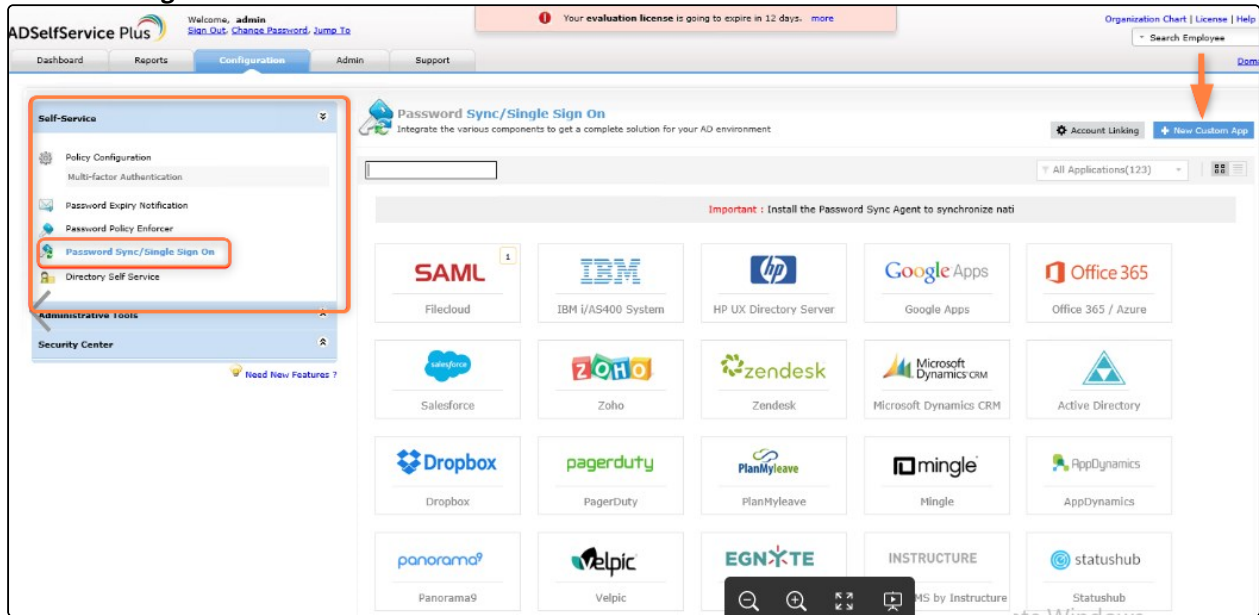 ADSelfService Plus
Welcome, admin
Sign Out, Change Password, Jump To
Your evaluation license is going to expire in 12 days. more
Organization Chart | License | Help
Search Employee
Dashboard Reports Configuration Admin Support
Self-Service
Policy Configuration
Multi-factor Authentication
Password Expiry Notification
Password Policy Enforcer
Password Sync/Single Sign On
Directory Self Service
Administrative Tools
Security Center
Need New Features ?
Password Sync/Single Sign On
Integrate the various components to get a complete solution for your AD environment
Account Linking
New Custom App
All Applications(123)
Important : Install the Password Sync Agent to synchronize nati
SAML 1 IBM hp Google Apps Office 365
Filecloud IBM i/AS400 System HP UX Directory Server Google Apps Office 365 / Azure
salesforce ZOHO zendesk Microsoft Dynamics CRM
Salesforce Zoho Zendesk Microsoft Dynamics CRM Active Directory
Dropbox pagerduty PlanMyleave mingle AppDynamics
Dropbox PagerDuty PlanMyleave Mingle AppDynamics
panorama9 Velpic EGNYTE INSTRUCTURE statushub
Panorama9 Velpic MS by Instructure Statushub